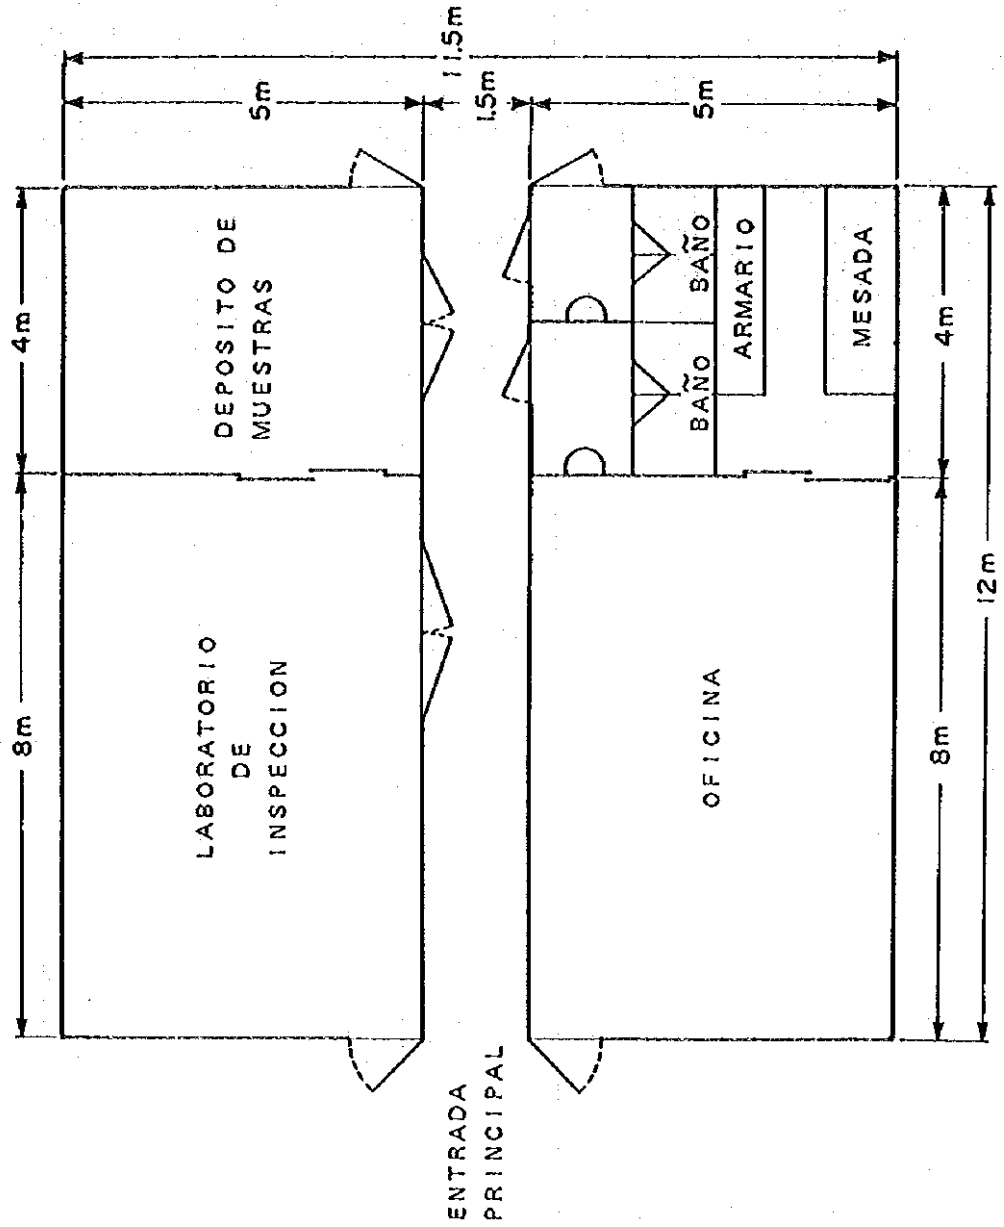 8m
4m
LABORATORIO
DE
INSPECCION
DEPOSITO DE
MUESTRAS
5m
1.5m
5m
11.5m
ENTRADA
PRINCIPAL
OFICINA
BAÑO
BAÑO
ARMARIO
MESADA
8m
4m
12m